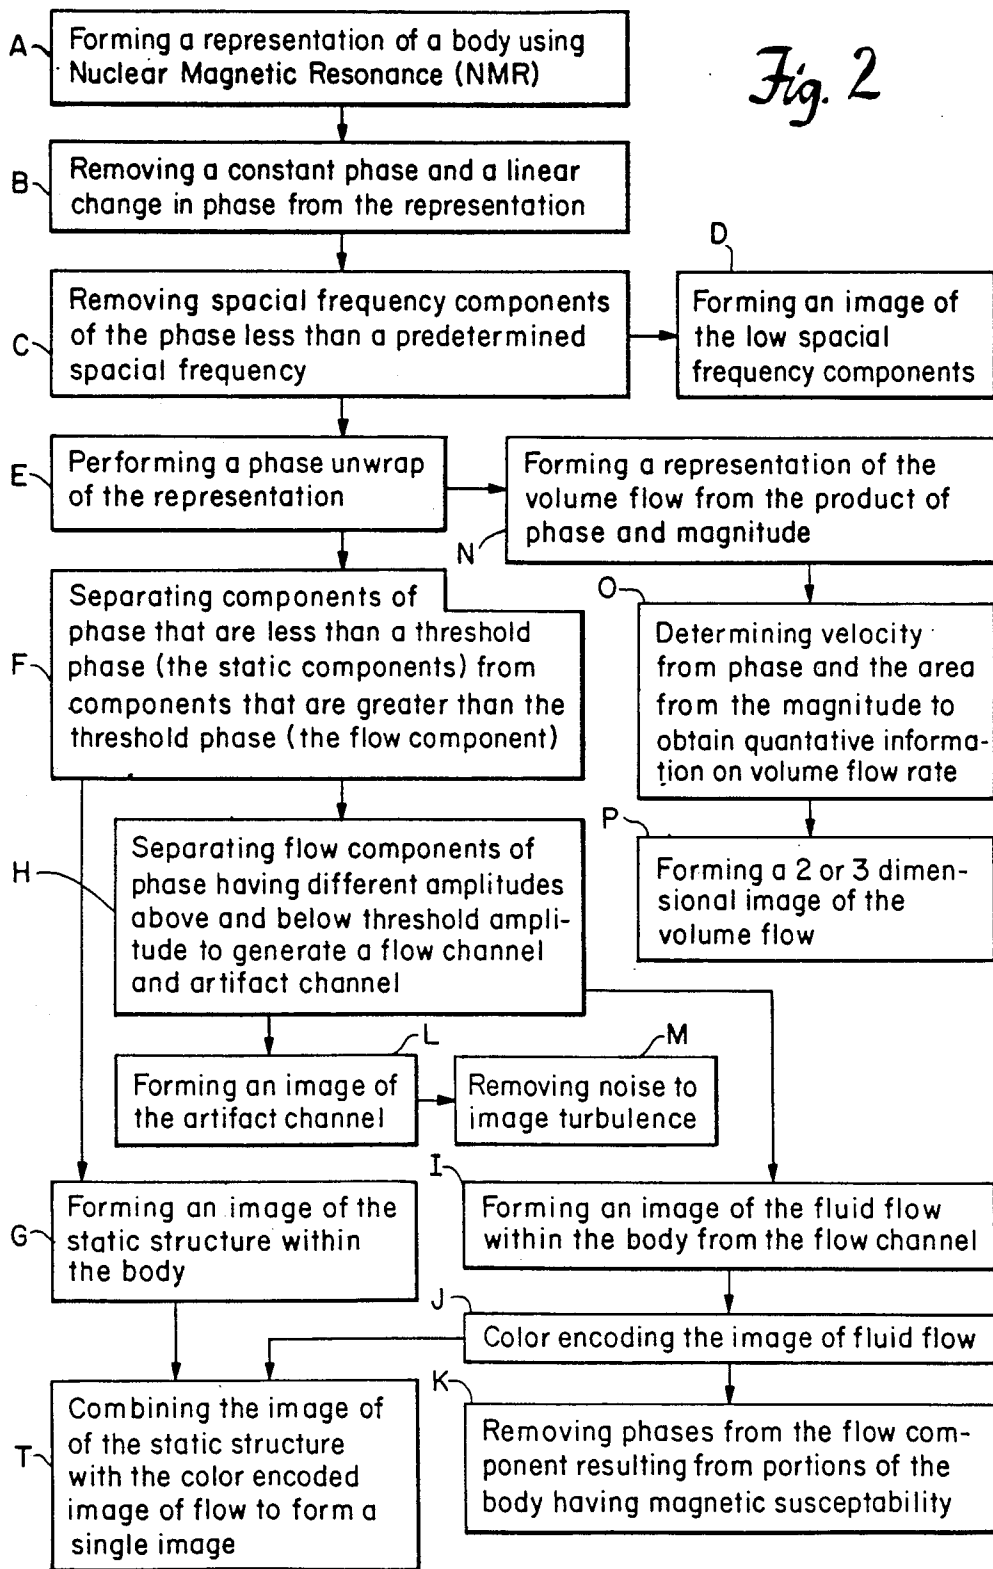 Fig. 2
A
Forming a representation of a body using
Nuclear Magnetic Resonance (NMR)
B
Removing a constant phase and a linear
change in phase from the representation
C
Removing spacial frequency components
of the phase less than a predetermined
spacial frequency
D
Forming an image of
the low spacial
frequency components
E
Performing a phase unwrap
of the representation
N
Forming a representation of the
volume flow from the product of
phase and magnitude
F
Separating components of
phase that are less than a threshold
phase (the static components) from
components that are greater than the
threshold phase (the flow component)
O
Determining velocity
from phase and the area
from the magnitude to
obtain quantative informa-
tion on volume flow rate
H
Separating flow components of
phase having different amplitudes
above and below threshold ampli-
tude to generate a flow channel
and artifact channel
P
Forming a 2 or 3 dimen-
sional image of the
volume flow
L
Forming an image of
the artifact channel
M
Removing noise to
image turbulence
G
Forming an image of the
static structure within
the body
I
Forming an image of the fluid flow
within the body from the flow channel
J
Color encoding the image of fluid flow
K
Removing phases from the flow com-
ponent resulting from portions of the
body having magnetic susceptability
T
Combining the image of
of the static structure
with the color encoded
image of flow to form a
single image